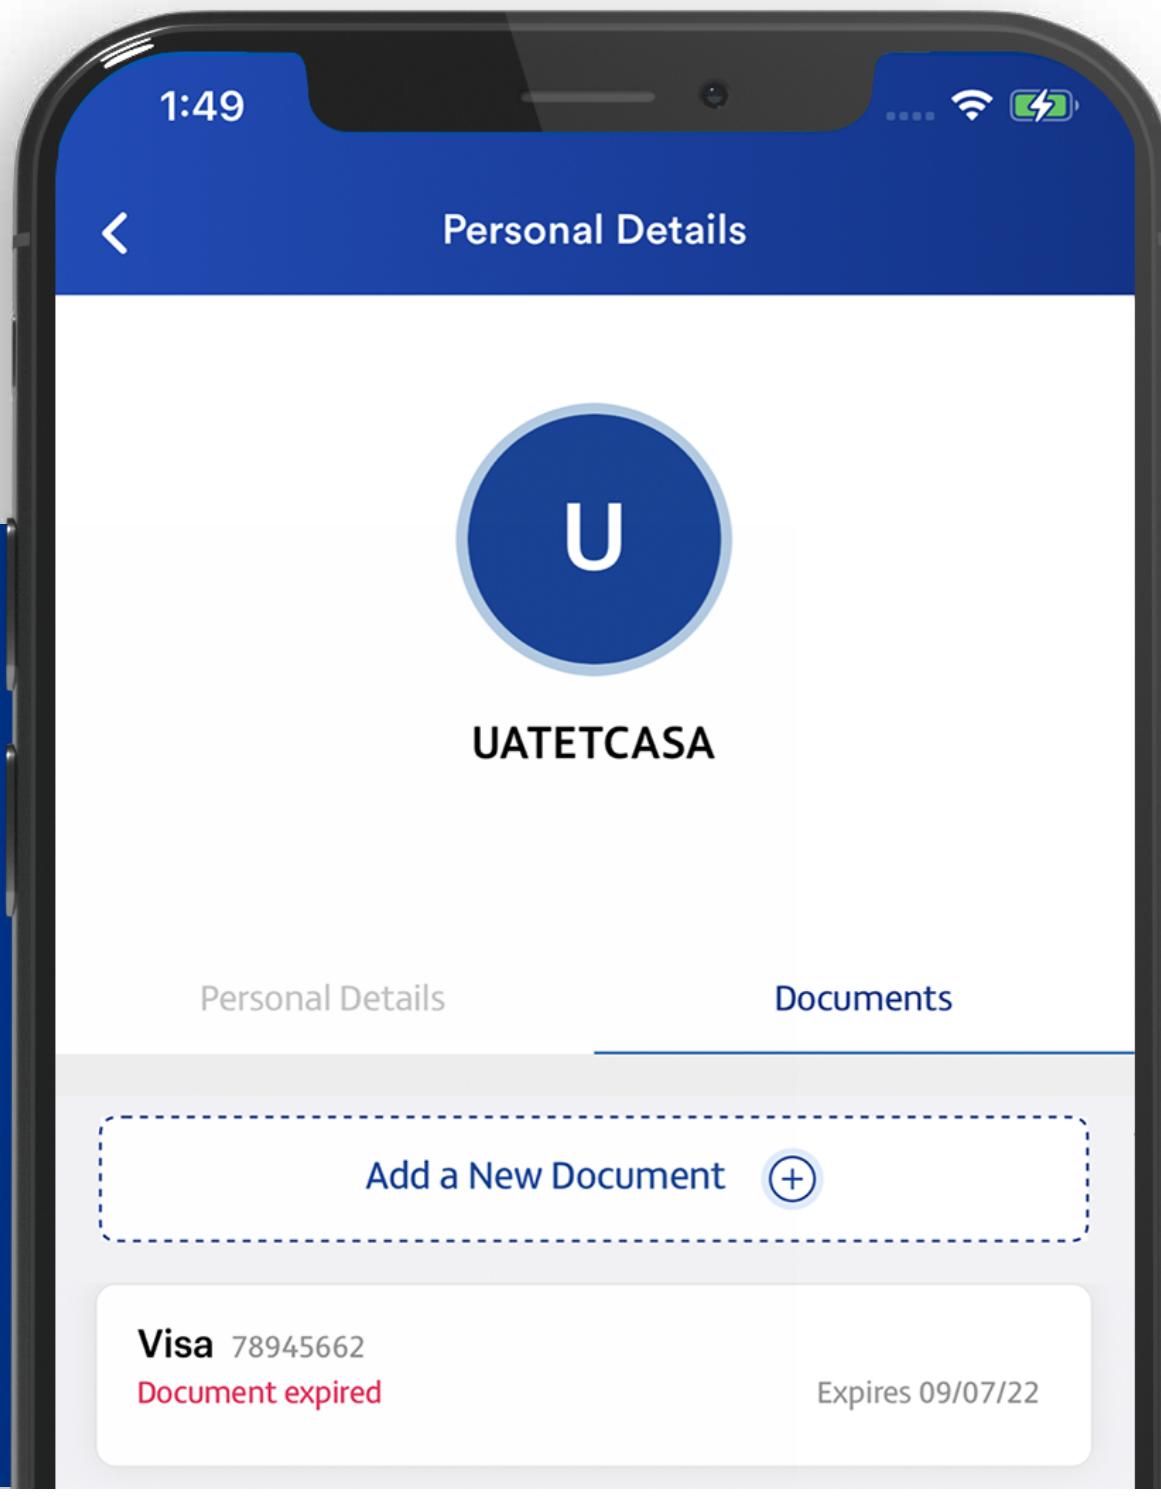 1:49
Personal Details
U
UATETCASA
Personal Details Documents
Add a New Document
Visa 78945662
Document expired Expires 09/07/22